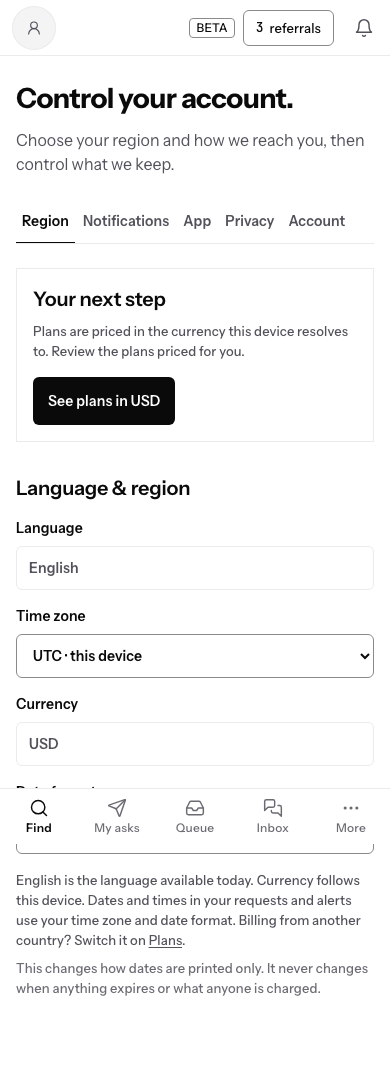 BETA
3 referrals
Control your account.
Choose your region and how we reach you, then
control what we keep.
Region Notifications App Privacy Account
Your next step
Plans are priced in the currency this device resolves
to. Review the plans priced for you.
See plans in USD
Language & region
Language
English
Time zone
UTC · this device
Currency
USD
Find My asks Queue Inbox More
English is the language available today. Currency follows
this device. Dates and times in your requests and alerts
use your time zone and date format. Billing from another
country? Switch it on Plans.
This changes how dates are printed only. It never changes
when anything expires or what anyone is charged.